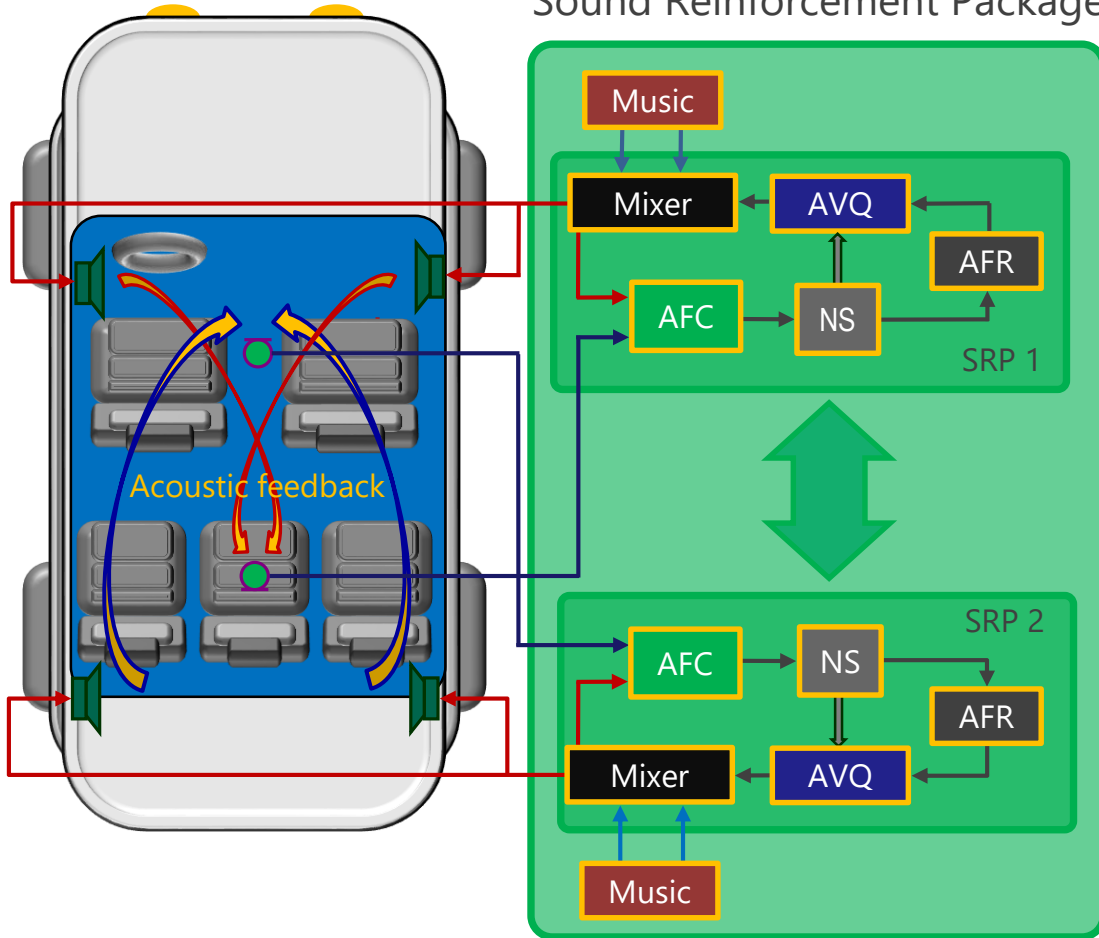 Sound Reinforcement Package
Music
Mixer
AVQ
AFR
AFC
NS
SRP 1
Acoustic feedback
SRP 2
AFC
NS
AFR
Mixer
AVQ
Music